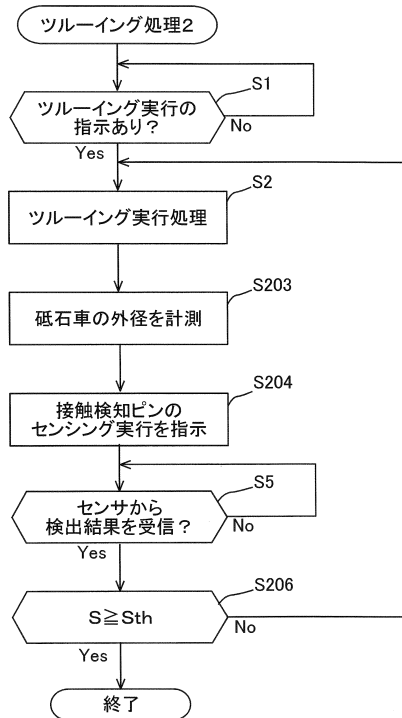 ツルーイング処理2
S1
ツルーイング実行の
指示あり?
No
Yes
S2
ツルーイング実行処理
S203
砥石車の外径を計測
S204
接触検知ピンの
センシング実行を指示
S5
センサから
検出結果を受信?
No
Yes
S206
S≧Sth
No
Yes
終了